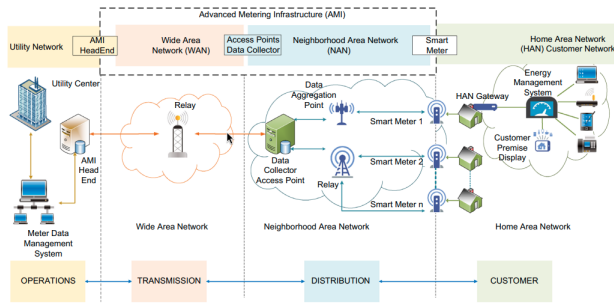 Advanced Metering Infrastructure (AMI)
Utility Network
AMI
HeadEnd
Wide Area
Network (WAN)
Access Points
Data Collector
Neighborhood Area Network
(NAN)
Smart
Meter
Home Area Network
(HAN) Customer Network
Utility Center
Relay
Data
Aggregation
Point
Smart Meter 1
HAN Gateway
Energy
Management
System
AMI
Head
End
Data
Collector
Access Point
Smart Meter 2
Customer
Premise
Display
Relay
Smart Meter n
Meter Data
Management
System
Wide Area Network
Neighborhood Area Network
Home Area Network
OPERATIONS
TRANSMISSION
DISTRIBUTION
CUSTOMER